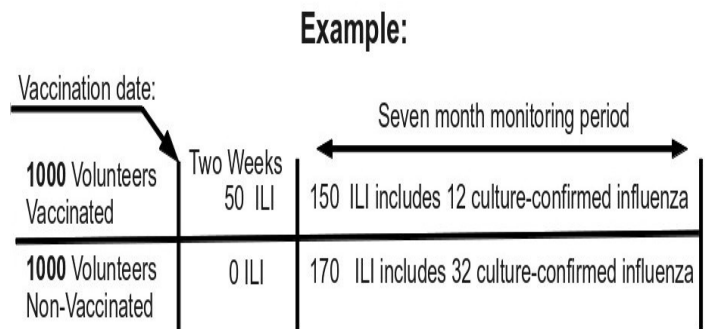 Example:
Vaccination date:
Seven month monitoring period
1000 Volunteers
Vaccinated
Two Weeks
50 ILI
150 ILI includes 12 culture-confirmed influenza
1000 Volunteers
Non-Vaccinated
0 ILI
170 ILI includes 32 culture-confirmed influenza